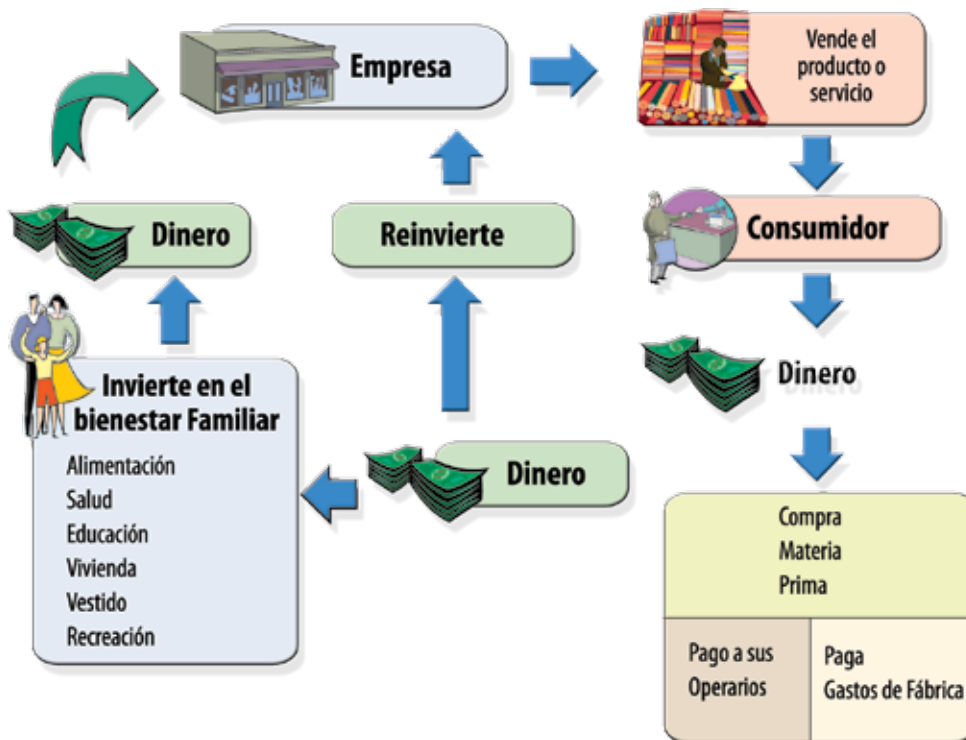 Empresa
Vende el
producto o
servicio
Dinero
Reinvierte
Consumidor
Invierte en el
bienestar Familiar
Alimentación
Salud
Educación
Vivienda
Vestido
Recreación
Dinero
Dinero
Compra
Materia
Prima
Pago a sus
Operarios
Paga
Gastos de Fábrica